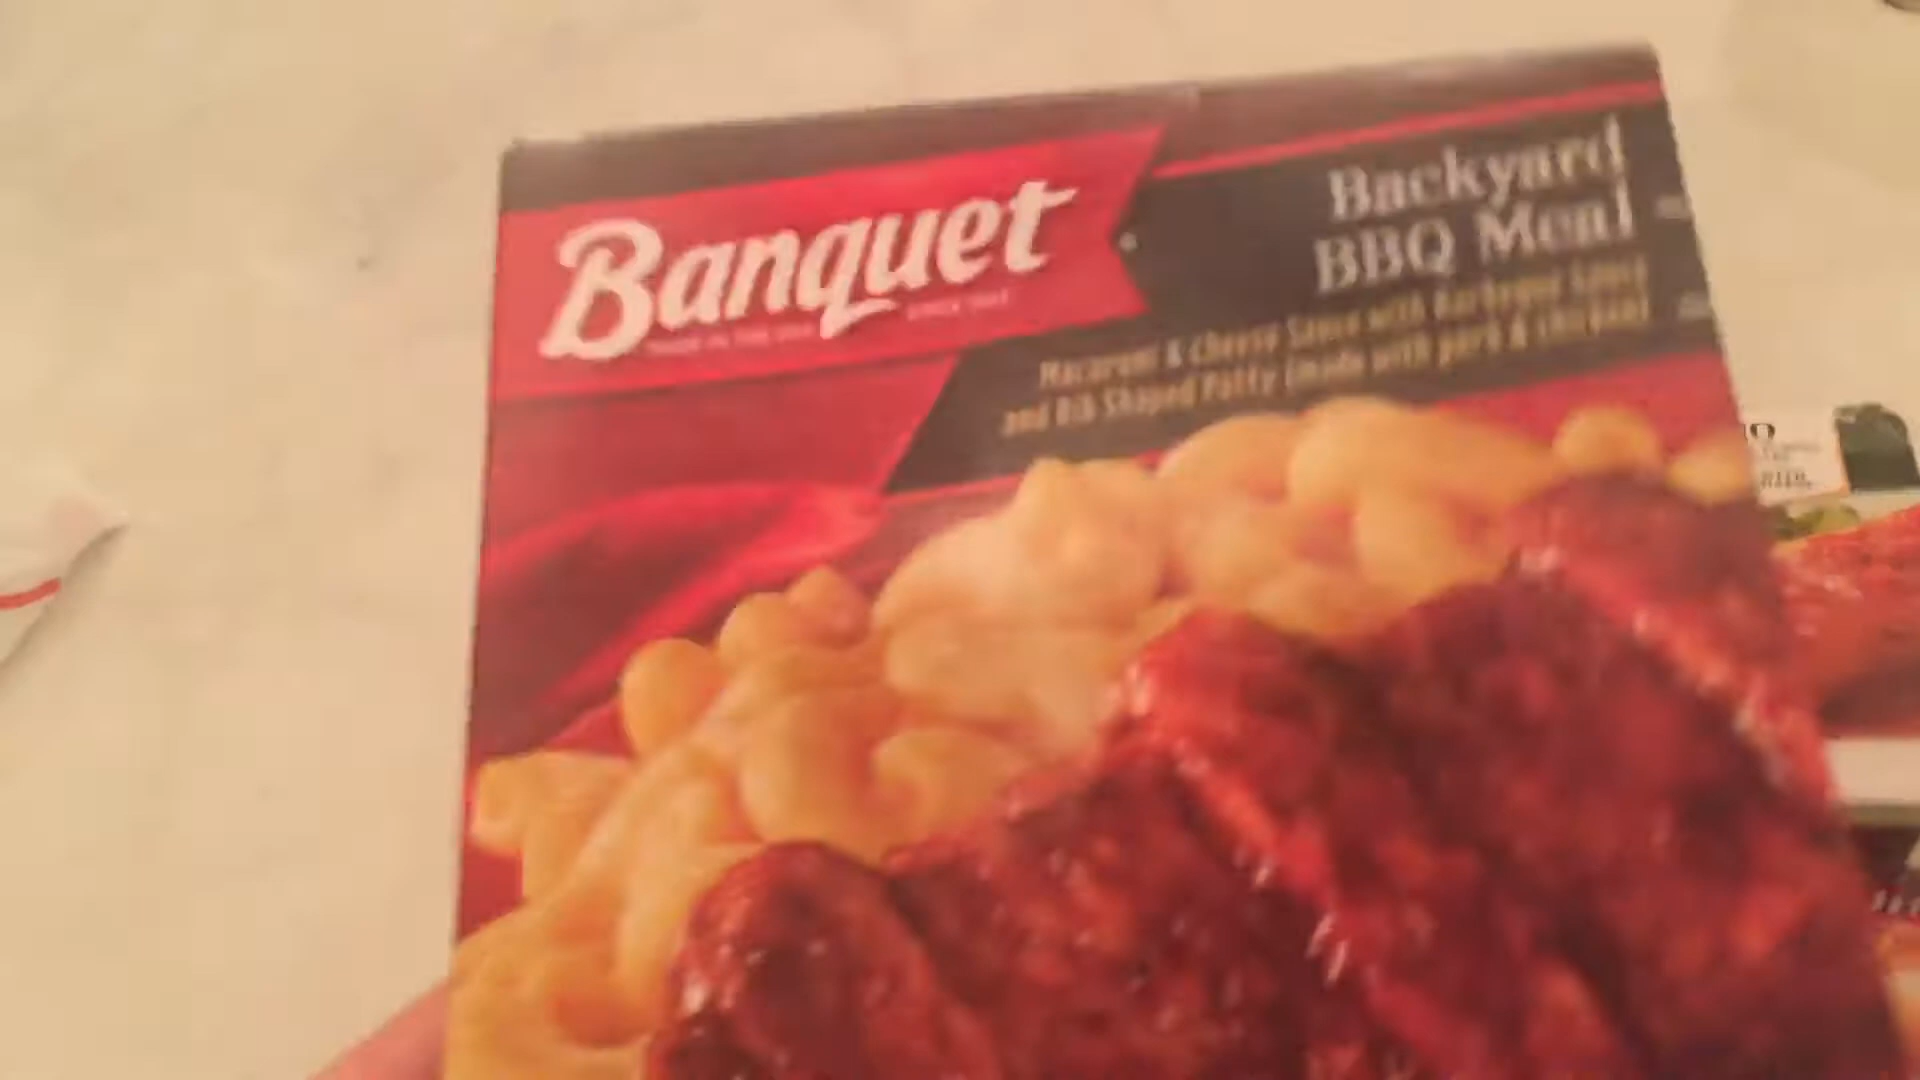 Banquet
Backyard
BBQ Meal
Macaroni & Cheese Sauce with Barbeque Sauce
and Rib Shaped Patty (made with pork & chicken)